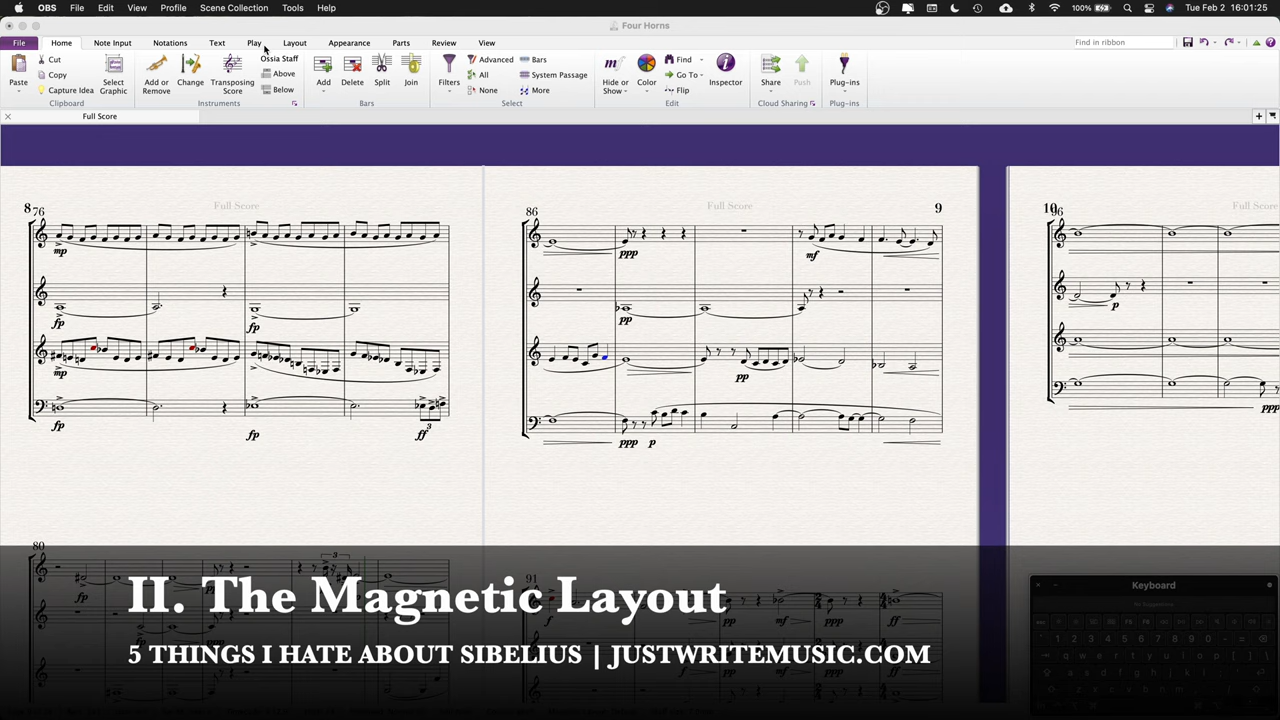 OBS File Edit View Profile Scene Collection Tools Help 100% Tue Feb 2 16:01:25
Four Horns
File Home Note Input Notations Text Play Layout Appearance Parts Review View Find in ribbon
Paste Cut Copy Capture Idea Select Graphic Clipboard
Add or Remove Change Transposing Score Ossia Staff Above Below Instruments
Add Delete Split Join Bars
Filters Advanced All None Bars System Passage More Select
Hide or Show Color Find Go To Flip Inspector Edit
Share Push Cloud Sharing
Plug-ins Plug-ins
Full Score
Full Score Full Score Full Score
8 76 86 9 10 96
mp ppp mf
fp fp pp p
mp pp
fp fp ff 3 ppp p ppp
80 3 91
II. The Magnetic Layout
5 THINGS I HATE ABOUT SIBELIUS | JUSTWRITEMUSIC.COM
Keyboard